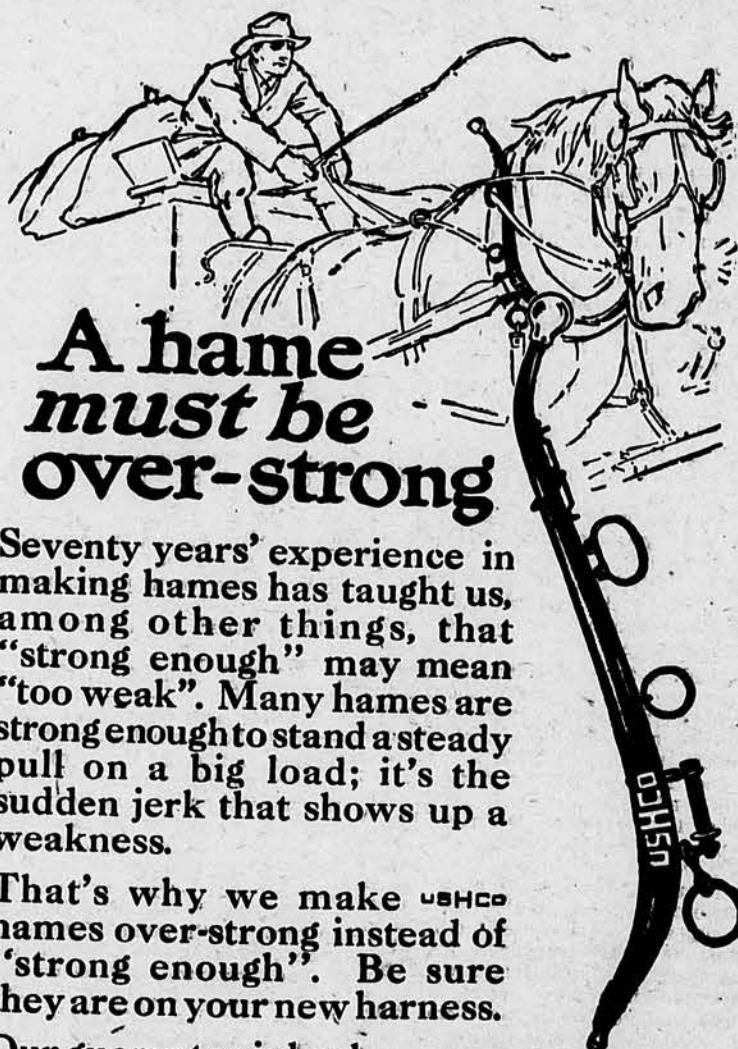 A hame
must be
over-strong
Seventy years' experience in
making hames has taught us,
among other things, that
"strong enough" may mean
"too weak". Many hames are
strong enough to stand a steady
pull on a big load; it's the
sudden jerk that shows up a
weakness.
That's why we make USHCO
hames over-strong instead of
"strong enough". Be sure
they are on your new harness.
USHCO